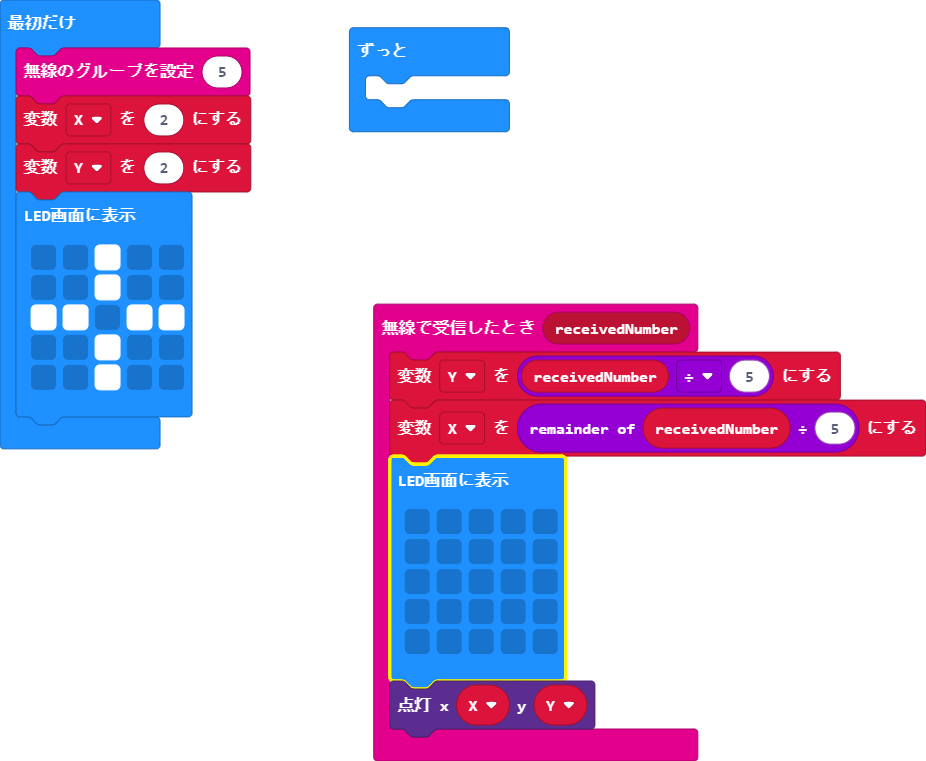 最初だけ
無線のグループを設定 5
変数 X を 2 にする
変数 Y を 2 にする
LED画面に表示
ずっと
無線で受信したとき receivedNumber
変数 Y を receivedNumber ÷ 5 にする
変数 X を remainder of receivedNumber ÷ 5 にする
LED画面に表示
点灯 x X y Y